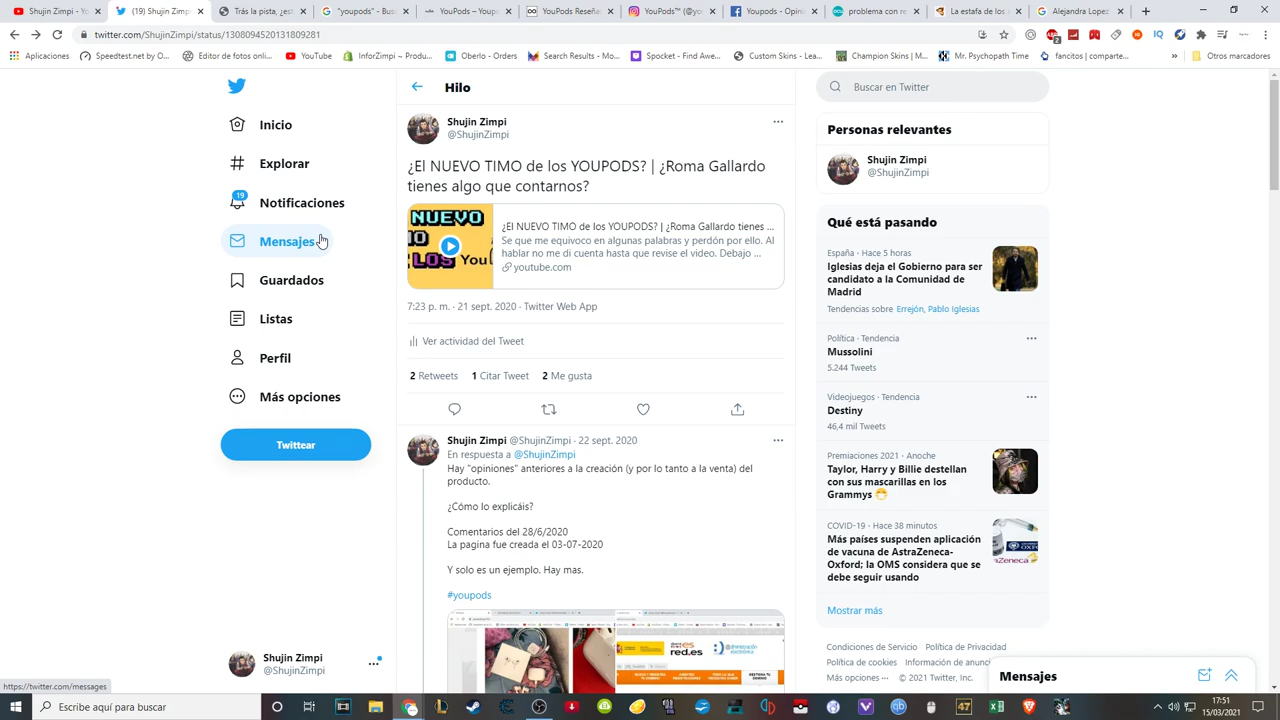 Shujin Zimpi - You
(19) Shujin Zimpi
Trás la pista, ¿est
"youpods" - Busc
#YouPods - Twitt
YouPods Reseñas
YouPods™ (@yo
Youpods - Opinio
problema con re
La estafa de los
Alejandra Lopez
twitter.com/ShujinZimpi/status/1308094520131809281
Aplicaciones
Speedtest.net by O...
Editor de fotos onlin...
YouTube
InforZimpi ~ Produ...
Oberlo - Orders
Search Results - Mo...
Spocket - Find Awe...
Custom Skins - Lea...
Champion Skins | M...
Mr. Psychopath Time
fancitos | comparte...
»
Otros marcadores
Inicio
Explorar
19
Notificaciones
Mensajes
Guardados
Listas
Perfil
Más opciones
Twittear
Shujin Zimpi
@ShujinZimpi
Hilo
Shujin Zimpi
@ShujinZimpi
¿El NUEVO TIMO de los YOUPODS? | ¿Roma Gallardo
tienes algo que contarnos?
NUEVO
You
¿El NUEVO TIMO de los YOUPODS? | ¿Roma Gallardo tienes ...
Se que me equivoco en algunas palabras y perdón por ello. Al
hablar no me di cuenta hasta que revise el video. Debajo ...
youtube.com
7:23 p. m. · 21 sept. 2020 · Twitter Web App
Ver actividad del Tweet
2 Retweets 1 Citar Tweet 2 Me gusta
Shujin Zimpi @ShujinZimpi · 22 sept. 2020
En respuesta a @ShujinZimpi
Hay "opiniones" anteriores a la creación (y por lo tanto a la venta) del
producto.
¿Cómo lo explicáis?
Comentarios del 28/6/2020
La pagina fue creada el 03-07-2020
Y solo es un ejemplo. Hay mas.
#youpods
red.es
Buscar en Twitter
Personas relevantes
Shujin Zimpi
@ShujinZimpi
Qué está pasando
España · Hace 5 horas
Iglesias deja el Gobierno para ser
candidato a la Comunidad de
Madrid
Tendencias sobre Errejón, Pablo Iglesias
Política · Tendencia
Mussolini
5.244 Tweets
Videojuegos · Tendencia
Destiny
46,4 mil Tweets
Premiaciones 2021 · Anoche
Taylor, Harry y Billie destellan
con sus mascarillas en los
Grammys 😷
COVID-19 · Hace 38 minutos
Más países suspenden aplicación
de vacuna de AstraZeneca-
Oxford; la OMS considera que se
debe seguir usando
Mostrar más
Condiciones de Servicio Política de Privacidad
Política de cookies Información de anunci
Más opciones ··· © 2021 Twitter, Inc.
Mensajes
https://twitter.com/messages
Escribe aquí para buscar
17:51
15/03/2021